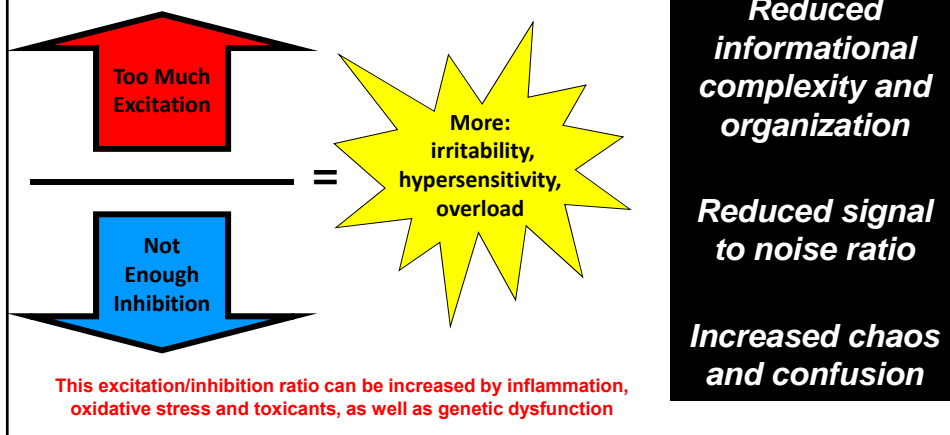 Too Much
Excitation
=
Not
Enough
Inhibition
More:
irritability,
hypersensitivity,
overload
This excitation/inhibition ratio can be increased by inflammation,
oxidative stress and toxicants, as well as genetic dysfunction
Reduced
informational
complexity and
organization
Reduced signal
to noise ratio
Increased chaos
and confusion